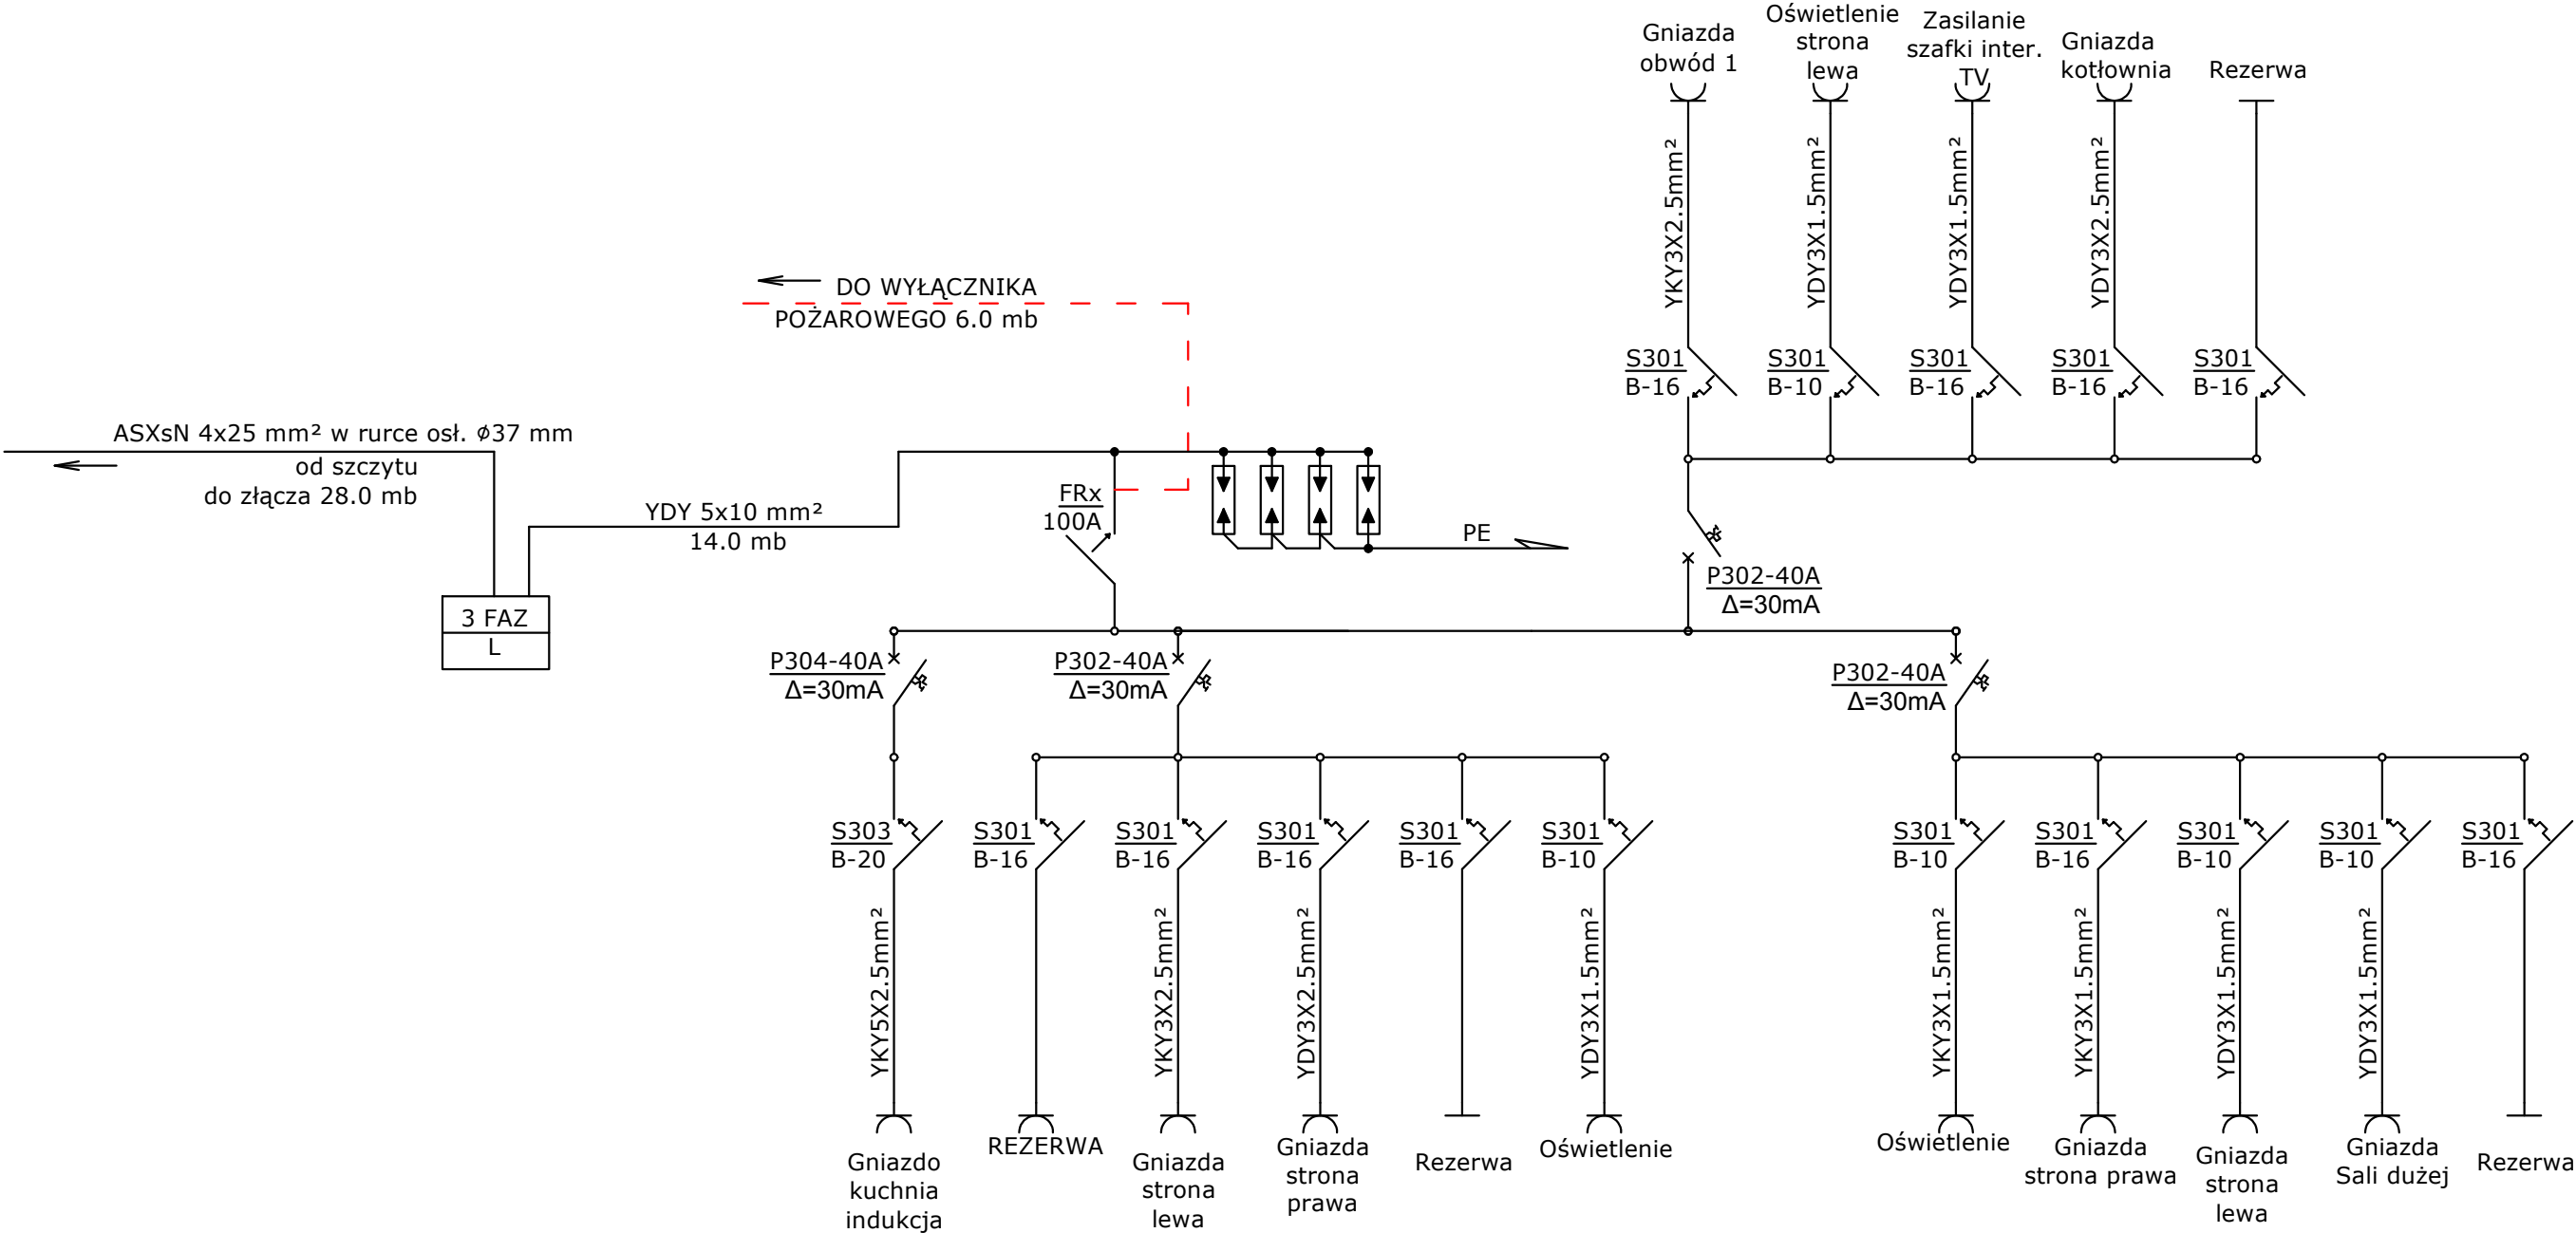 Gniazda
obwód 1
Oświetlenie
strona
lewa
Zasilanie
szafki inter.
TV
Gniazda
kotłownia
Rezerwa
YKY3X2.5mm²
YDY3X1.5mm²
YDY3X1.5mm²
YDY3X2.5mm²
S301
B-16
S301
B-10
S301
B-16
S301
B-16
S301
B-16
DO WYŁĄCZNIKA
POŻAROWEGO 6.0 mb
ASXsN 4x25 mm² w rurce osł. ∅37 mm
od szczytu
do złącza 28.0 mb
YDY 5x10 mm²
14.0 mb
3 FAZ
L
FRx
100A
PE
P302-40A
Δ=30mA
P304-40A
Δ=30mA
P302-40A
Δ=30mA
P302-40A
Δ=30mA
S303
B-20
S301
B-16
S301
B-16
S301
B-16
S301
B-16
S301
B-10
S301
B-10
S301
B-16
S301
B-10
S301
B-10
S301
B-16
YKY5X2.5mm²
YKY3X2.5mm²
YDY3X2.5mm²
YDY3X1.5mm²
YKY3X1.5mm²
YKY3X1.5mm²
YDY3X1.5mm²
YDY3X1.5mm²
Gniazdo
kuchnia
indukcja
REZERWA
Gniazda
strona
lewa
Gniazda
strona
prawa
Rezerwa
Oświetlenie
Oświetlenie
Gniazda
strona prawa
Gniazda
strona
lewa
Gniazda
Sali dużej
Rezerwa